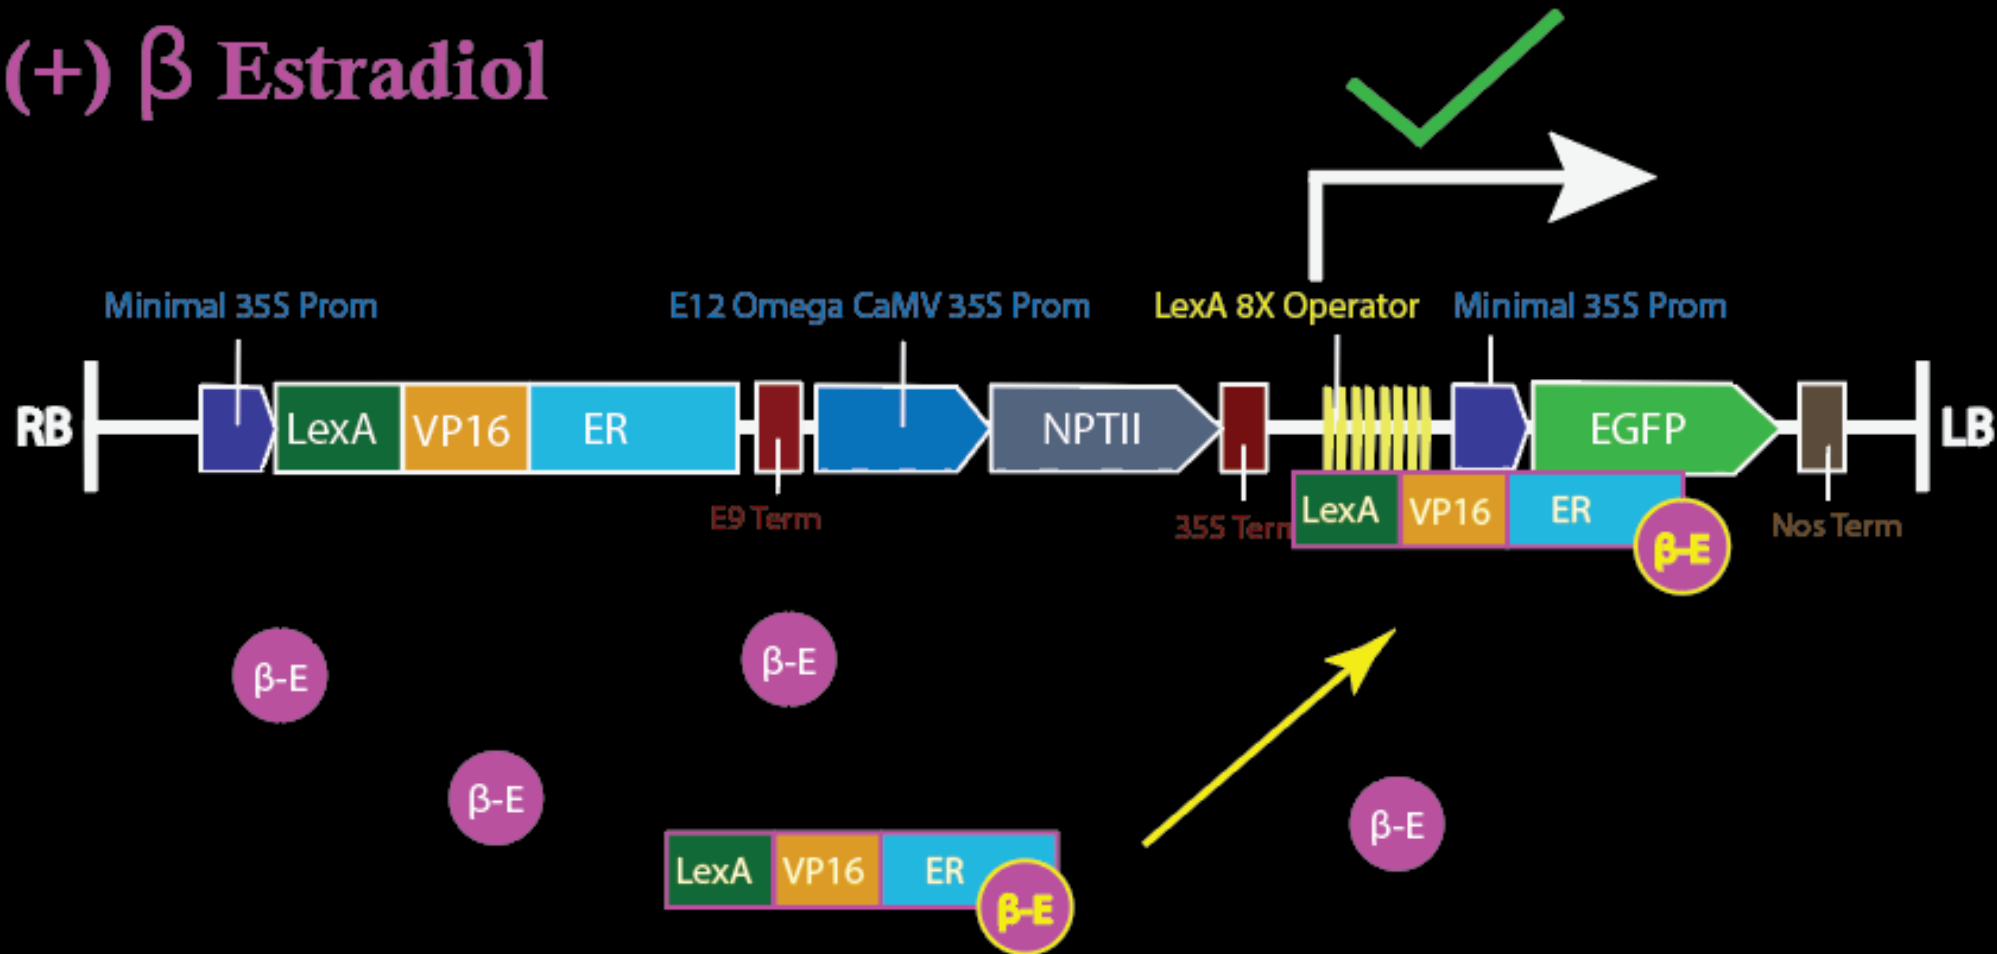 (+) β Estradiol
Minimal 35S Prom
E12 Omega CaMV 35S Prom
LexA 8X Operator
Minimal 35S Prom
RB
LexA
VP16
ER
NPTII
EGFP
LB
E9 Term
35S Term
LexA
VP16
ER
β-E
Nos Term
β-E
β-E
β-E
β-E
LexA
VP16
ER
β-E